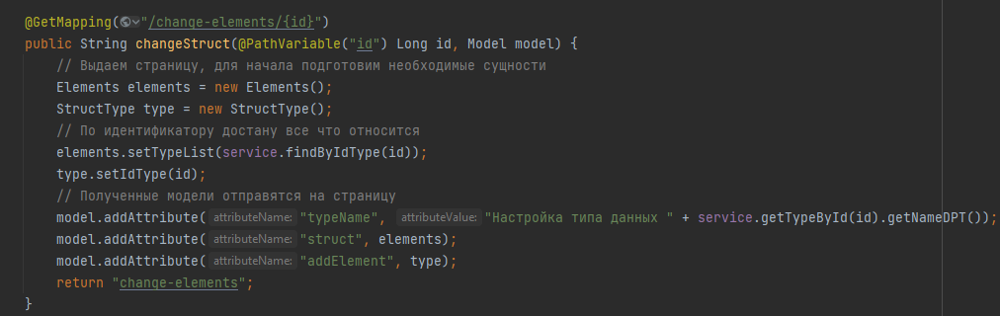 @GetMapping("/change-elements/{id}")
public String changeStruct(@PathVariable("id") Long id, Model model) {
// Выдаем страницу, для начала подготовим необходимые сущности
Elements elements = new Elements();
StructType type = new StructType();
// По идентификатору достану все что относится
elements.setTypeList(service.findByIdType(id));
type.setIdType(id);
// Полученные модели отправятся на страницу
model.addAttribute( attributeName: "typeName", attributeValue: "Настройка типа данных " + service.getTypeById(id).getNameDPT());
model.addAttribute( attributeName: "struct", elements);
model.addAttribute( attributeName: "addElement", type);
return "change-elements";
}